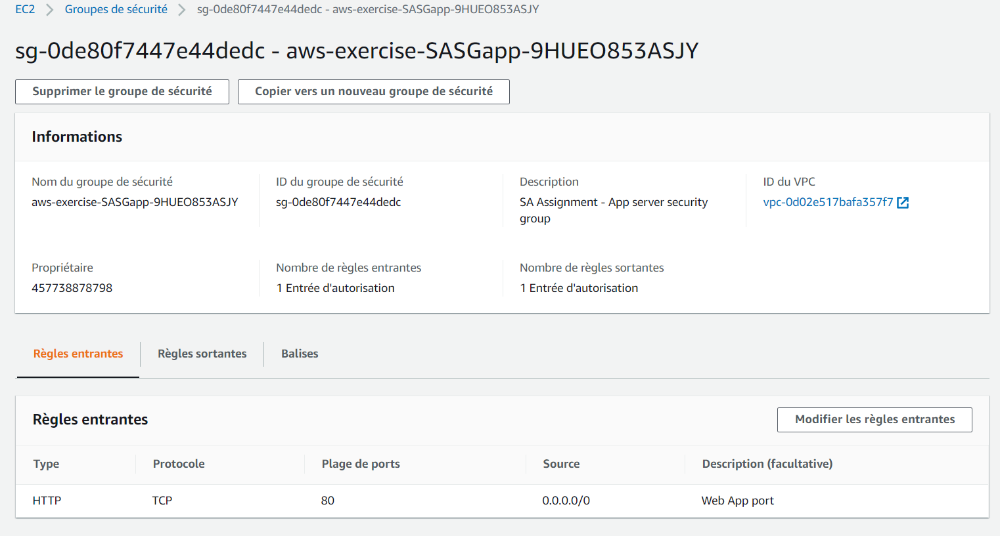 EC2 > Groupes de sécurité > sg-0de80f7447e44dedc - aws-exercise-SASGapp-9HUEO853ASJY
sg-0de80f7447e44dedc - aws-exercise-SASGapp-9HUEO853ASJY
Supprimer le groupe de sécurité Copier vers un nouveau groupe de sécurité
Informations
Nom du groupe de sécurité ID du groupe de sécurité Description ID du VPC
aws-exercise-SASGapp-9HUEO853ASJY sg-0de80f7447e44dedc SA Assignment - App server security vpc-0d02e517bafa357f7
group
Propriétaire Nombre de règles entrantes Nombre de règles sortantes
457738878798 1 Entrée d'autorisation 1 Entrée d'autorisation
Règles entrantes Règles sortantes Balises
Règles entrantes Modifier les règles entrantes
Type Protocole Plage de ports Source Description (facultative)
HTTP TCP 80 0.0.0.0/0 Web App port